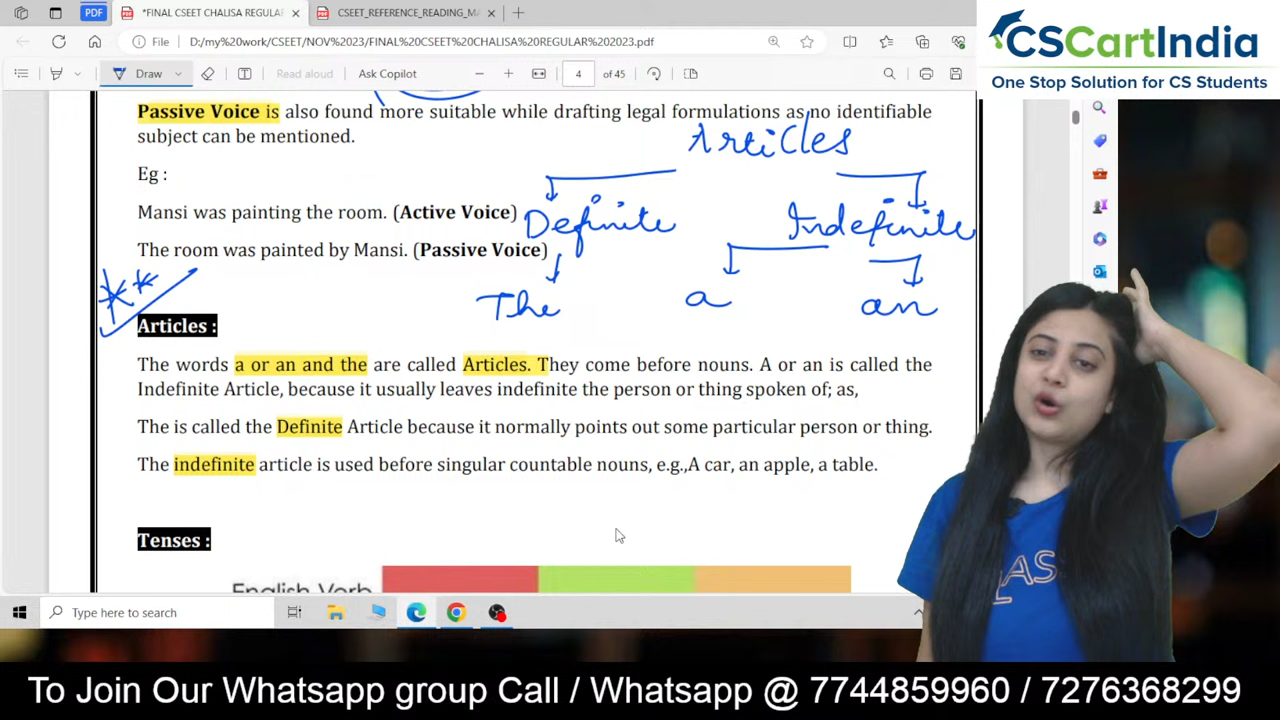 PDF
*FINAL CSEET CHALISA REGULAR
CSEET_REFERENCE_READING_MA
File
D:/my%20work/CSEET/NOV%2023/FINAL%20CSEET%20CHALISA%20REGULAR%202023.pdf
Draw
Read aloud
Ask Copilot
4
of 45
CSCartIndia
One Stop Solution for CS Students
Passive Voice is also found more suitable while drafting legal formulations as no identifiable
subject can be mentioned.
Articles
Eg :
Mansi was painting the room. (Active Voice)
Definite
Indefinite
The room was painted by Mansi. (Passive Voice)
The
a
an
Articles :
The words a or an and the are called Articles. They come before nouns. A or an is called the
Indefinite Article, because it usually leaves indefinite the person or thing spoken of; as,
The is called the Definite Article because it normally points out some particular person or thing.
The indefinite article is used before singular countable nouns, e.g.,A car, an apple, a table.
Tenses :
English Verb
Type here to search
To Join Our Whatsapp group Call / Whatsapp @ 7744859960 / 7276368299